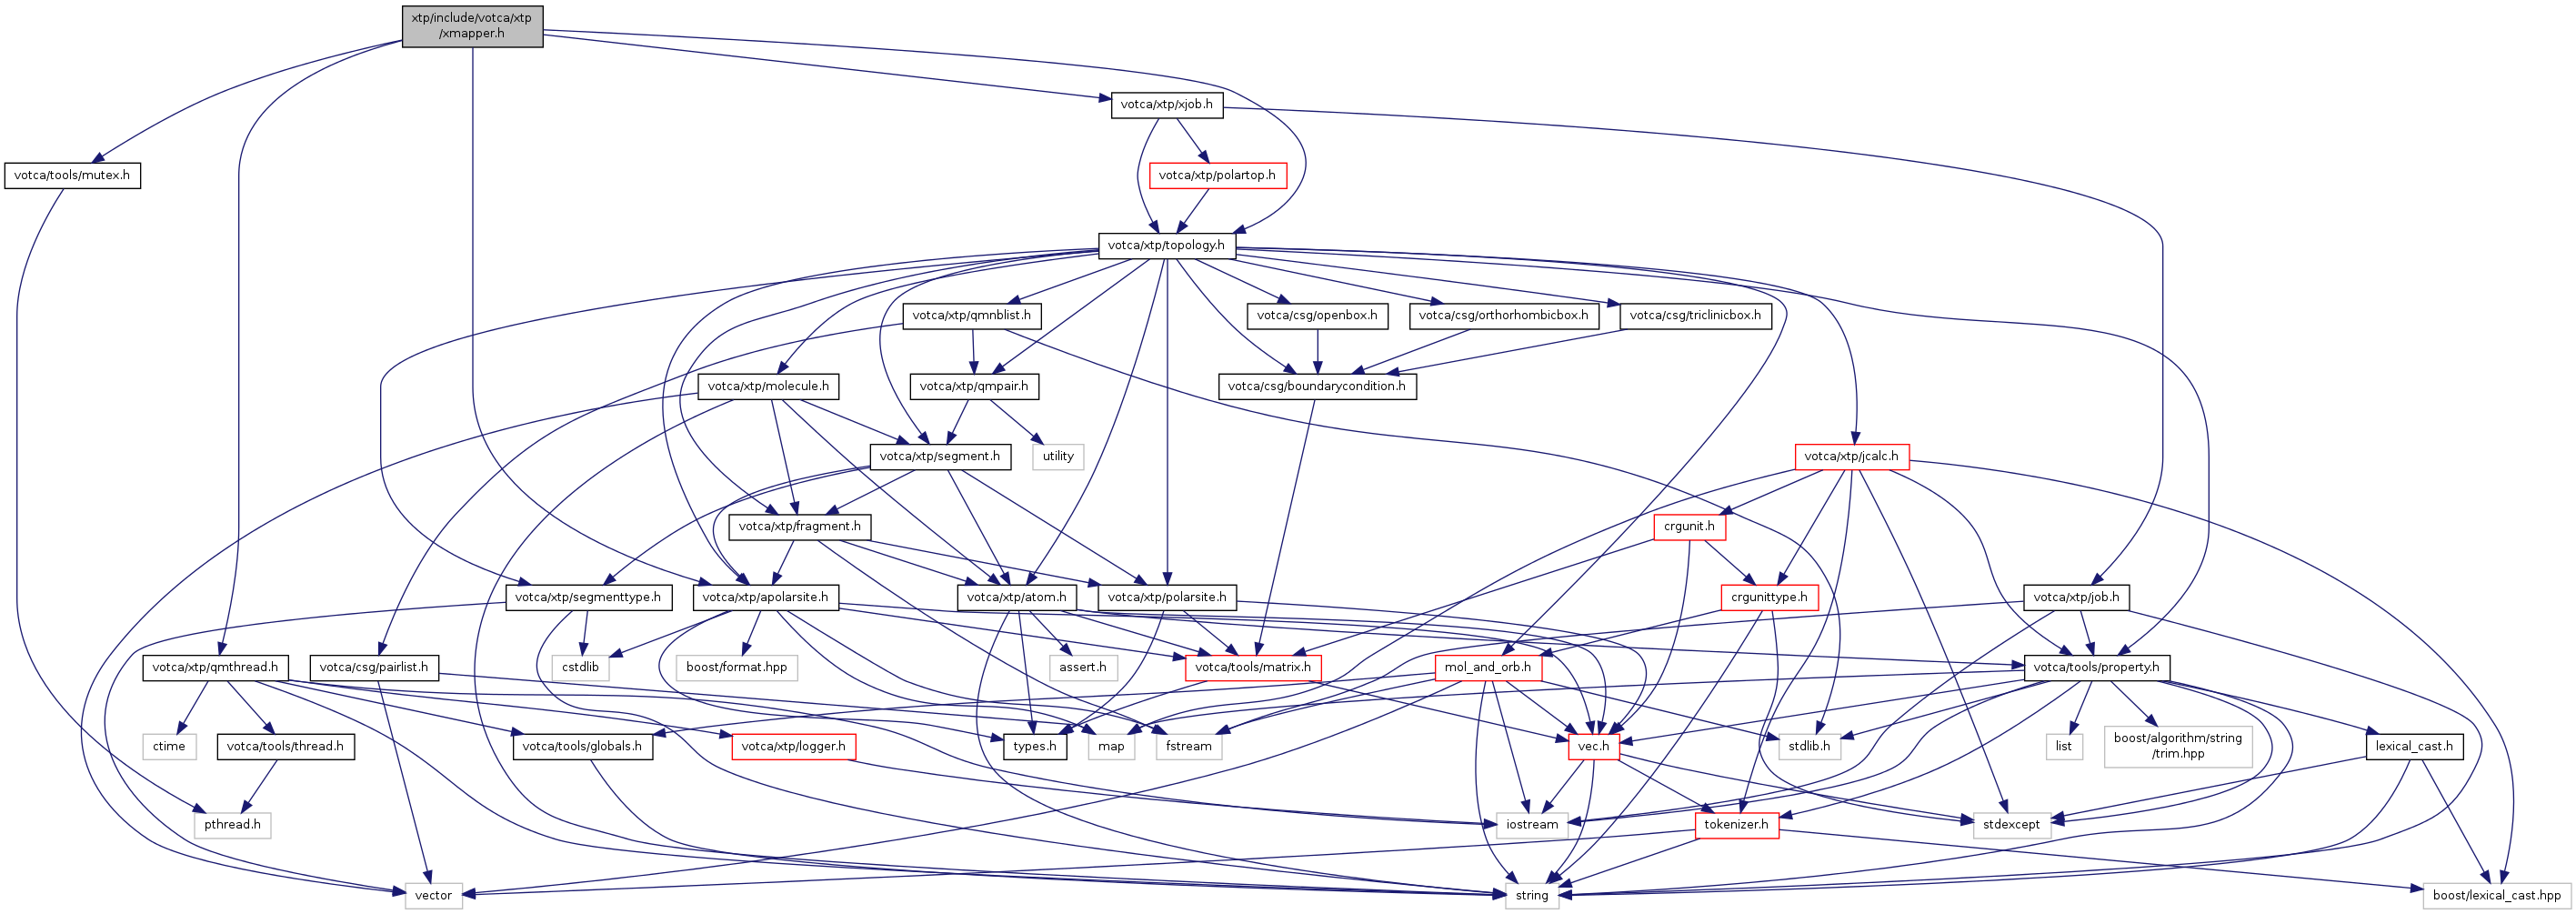 xtp/include/votca/xtp
/xmapper.h
votca/xtp/xjob.h
votca/tools/mutex.h
votca/xtp/polartop.h
votca/xtp/topology.h
votca/xtp/qmnblist.h
votca/csg/openbox.h
votca/csg/orthorhombicbox.h
votca/csg/triclinicbox.h
votca/xtp/molecule.h
votca/xtp/qmpair.h
votca/csg/boundarycondition.h
votca/xtp/segment.h
utility
votca/xtp/jcalc.h
votca/xtp/fragment.h
crgunit.h
votca/xtp/segmenttype.h
votca/xtp/apolarsite.h
votca/xtp/atom.h
votca/xtp/polarsite.h
crgunittype.h
votca/xtp/job.h
votca/xtp/qmthread.h
votca/csg/pairlist.h
cstdlib
boost/format.hpp
assert.h
votca/tools/matrix.h
mol_and_orb.h
votca/tools/property.h
ctime
votca/tools/thread.h
votca/tools/globals.h
votca/xtp/logger.h
types.h
map
fstream
vec.h
stdlib.h
list
boost/algorithm/string
/trim.hpp
lexical_cast.h
pthread.h
iostream
tokenizer.h
stdexcept
vector
string
boost/lexical_cast.hpp